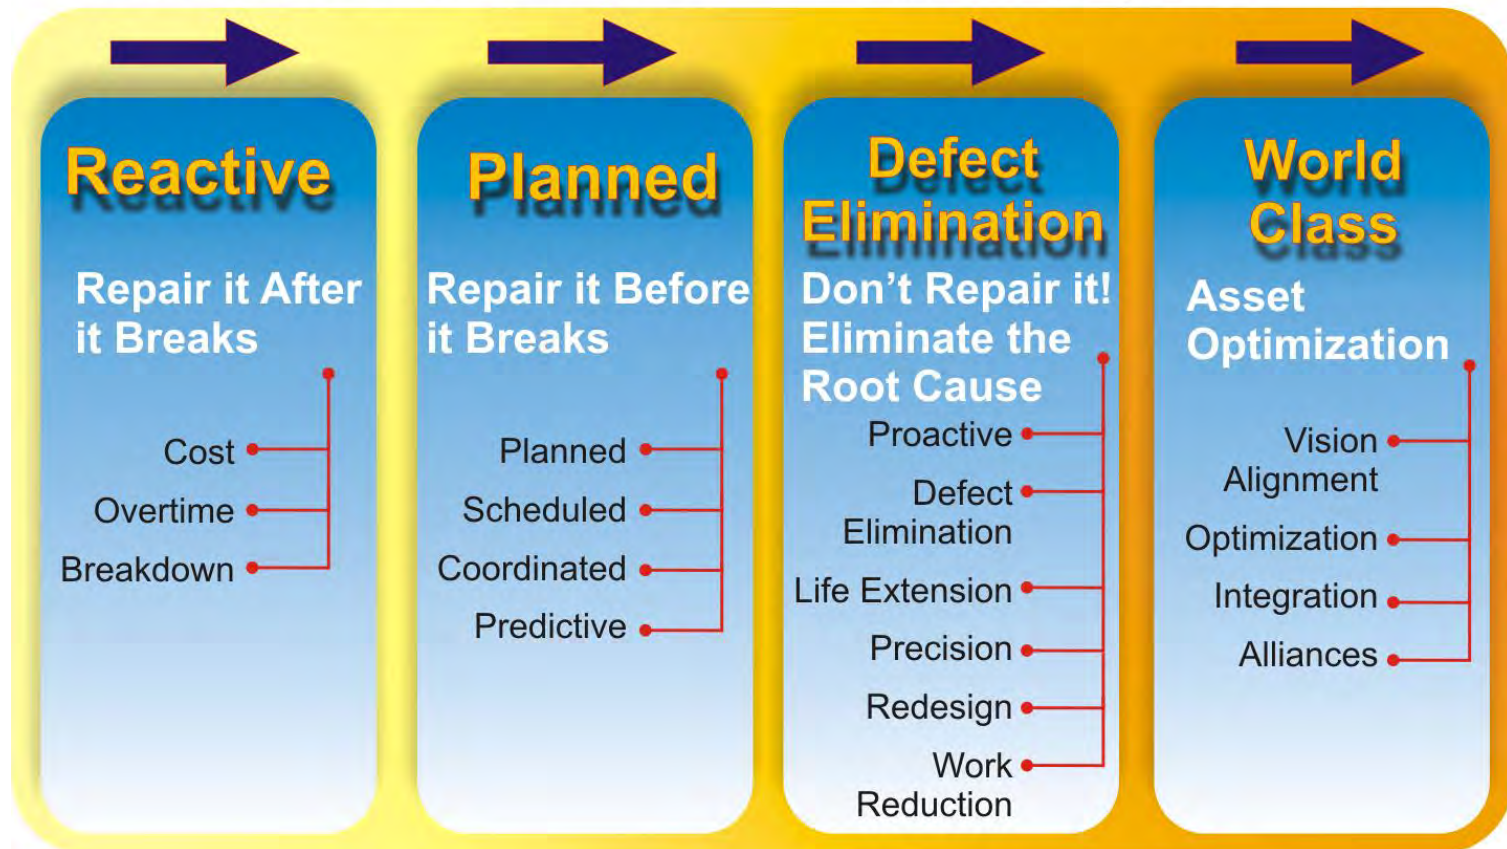 Reactive
Repair it After
it Breaks
Cost
Overtime
Breakdown
Planned
Repair it Before
it Breaks
Planned
Scheduled
Coordinated
Predictive
Defect
Elimination
Don’t Repair it!
Eliminate the
Root Cause
Proactive
Defect
Elimination
Life Extension
Precision
Redesign
Work
Reduction
World
Class
Asset
Optimization
Vision
Alignment
Optimization
Integration
Alliances